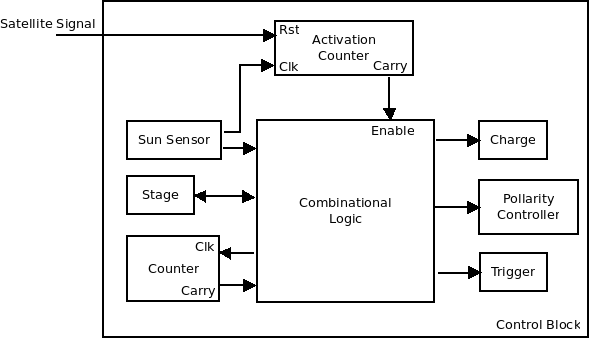 Satellite Signal
Rst
Activation
Counter
Clk
Carry
Enable
Sun Sensor
Charge
Stage
Combinational
Logic
Pollarity
Controller
Clk
Counter
Carry
Trigger
Control Block